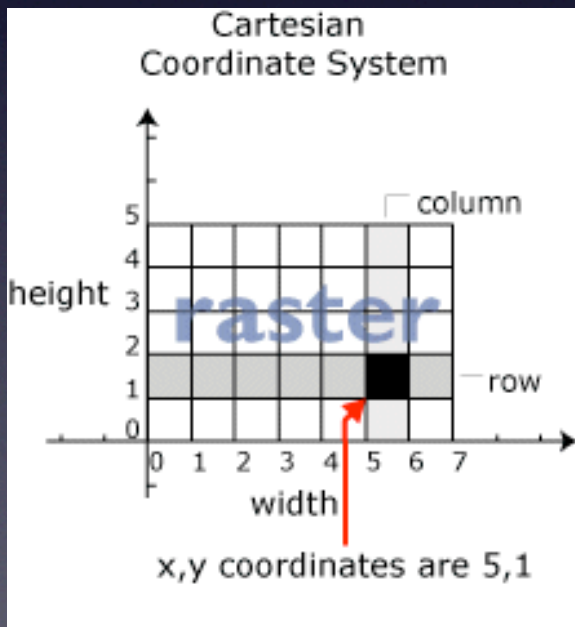 Cartesian
Coordinate System
column
5
4
height
3
raster
2
1
row
0
0 1 2 3 4 5 6 7
width
x,y coordinates are 5,1